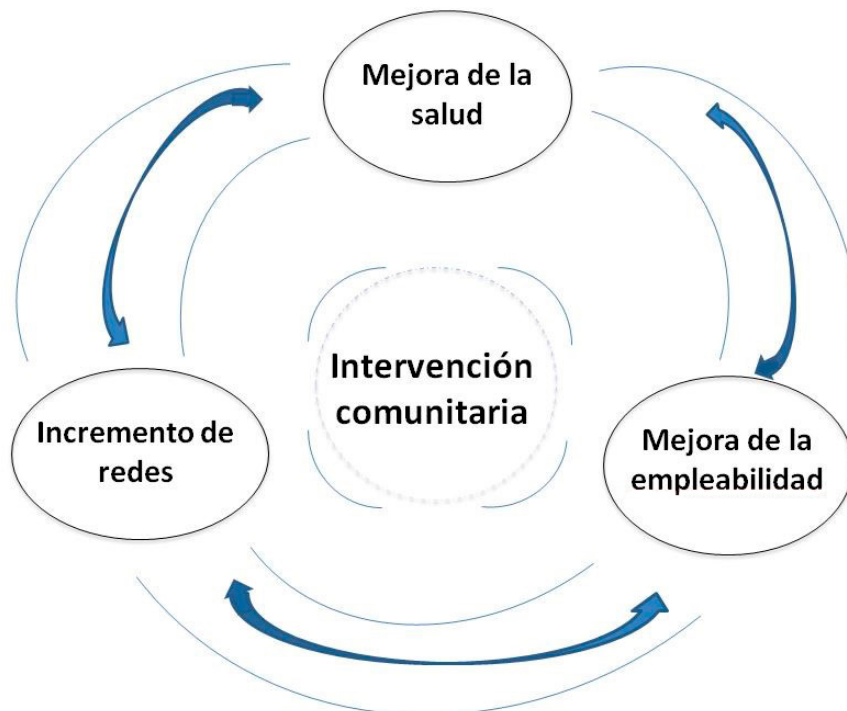 Mejora de la
salud
Intervención
comunitaria
Incremento de
redes
Mejora de la
empleabilidad